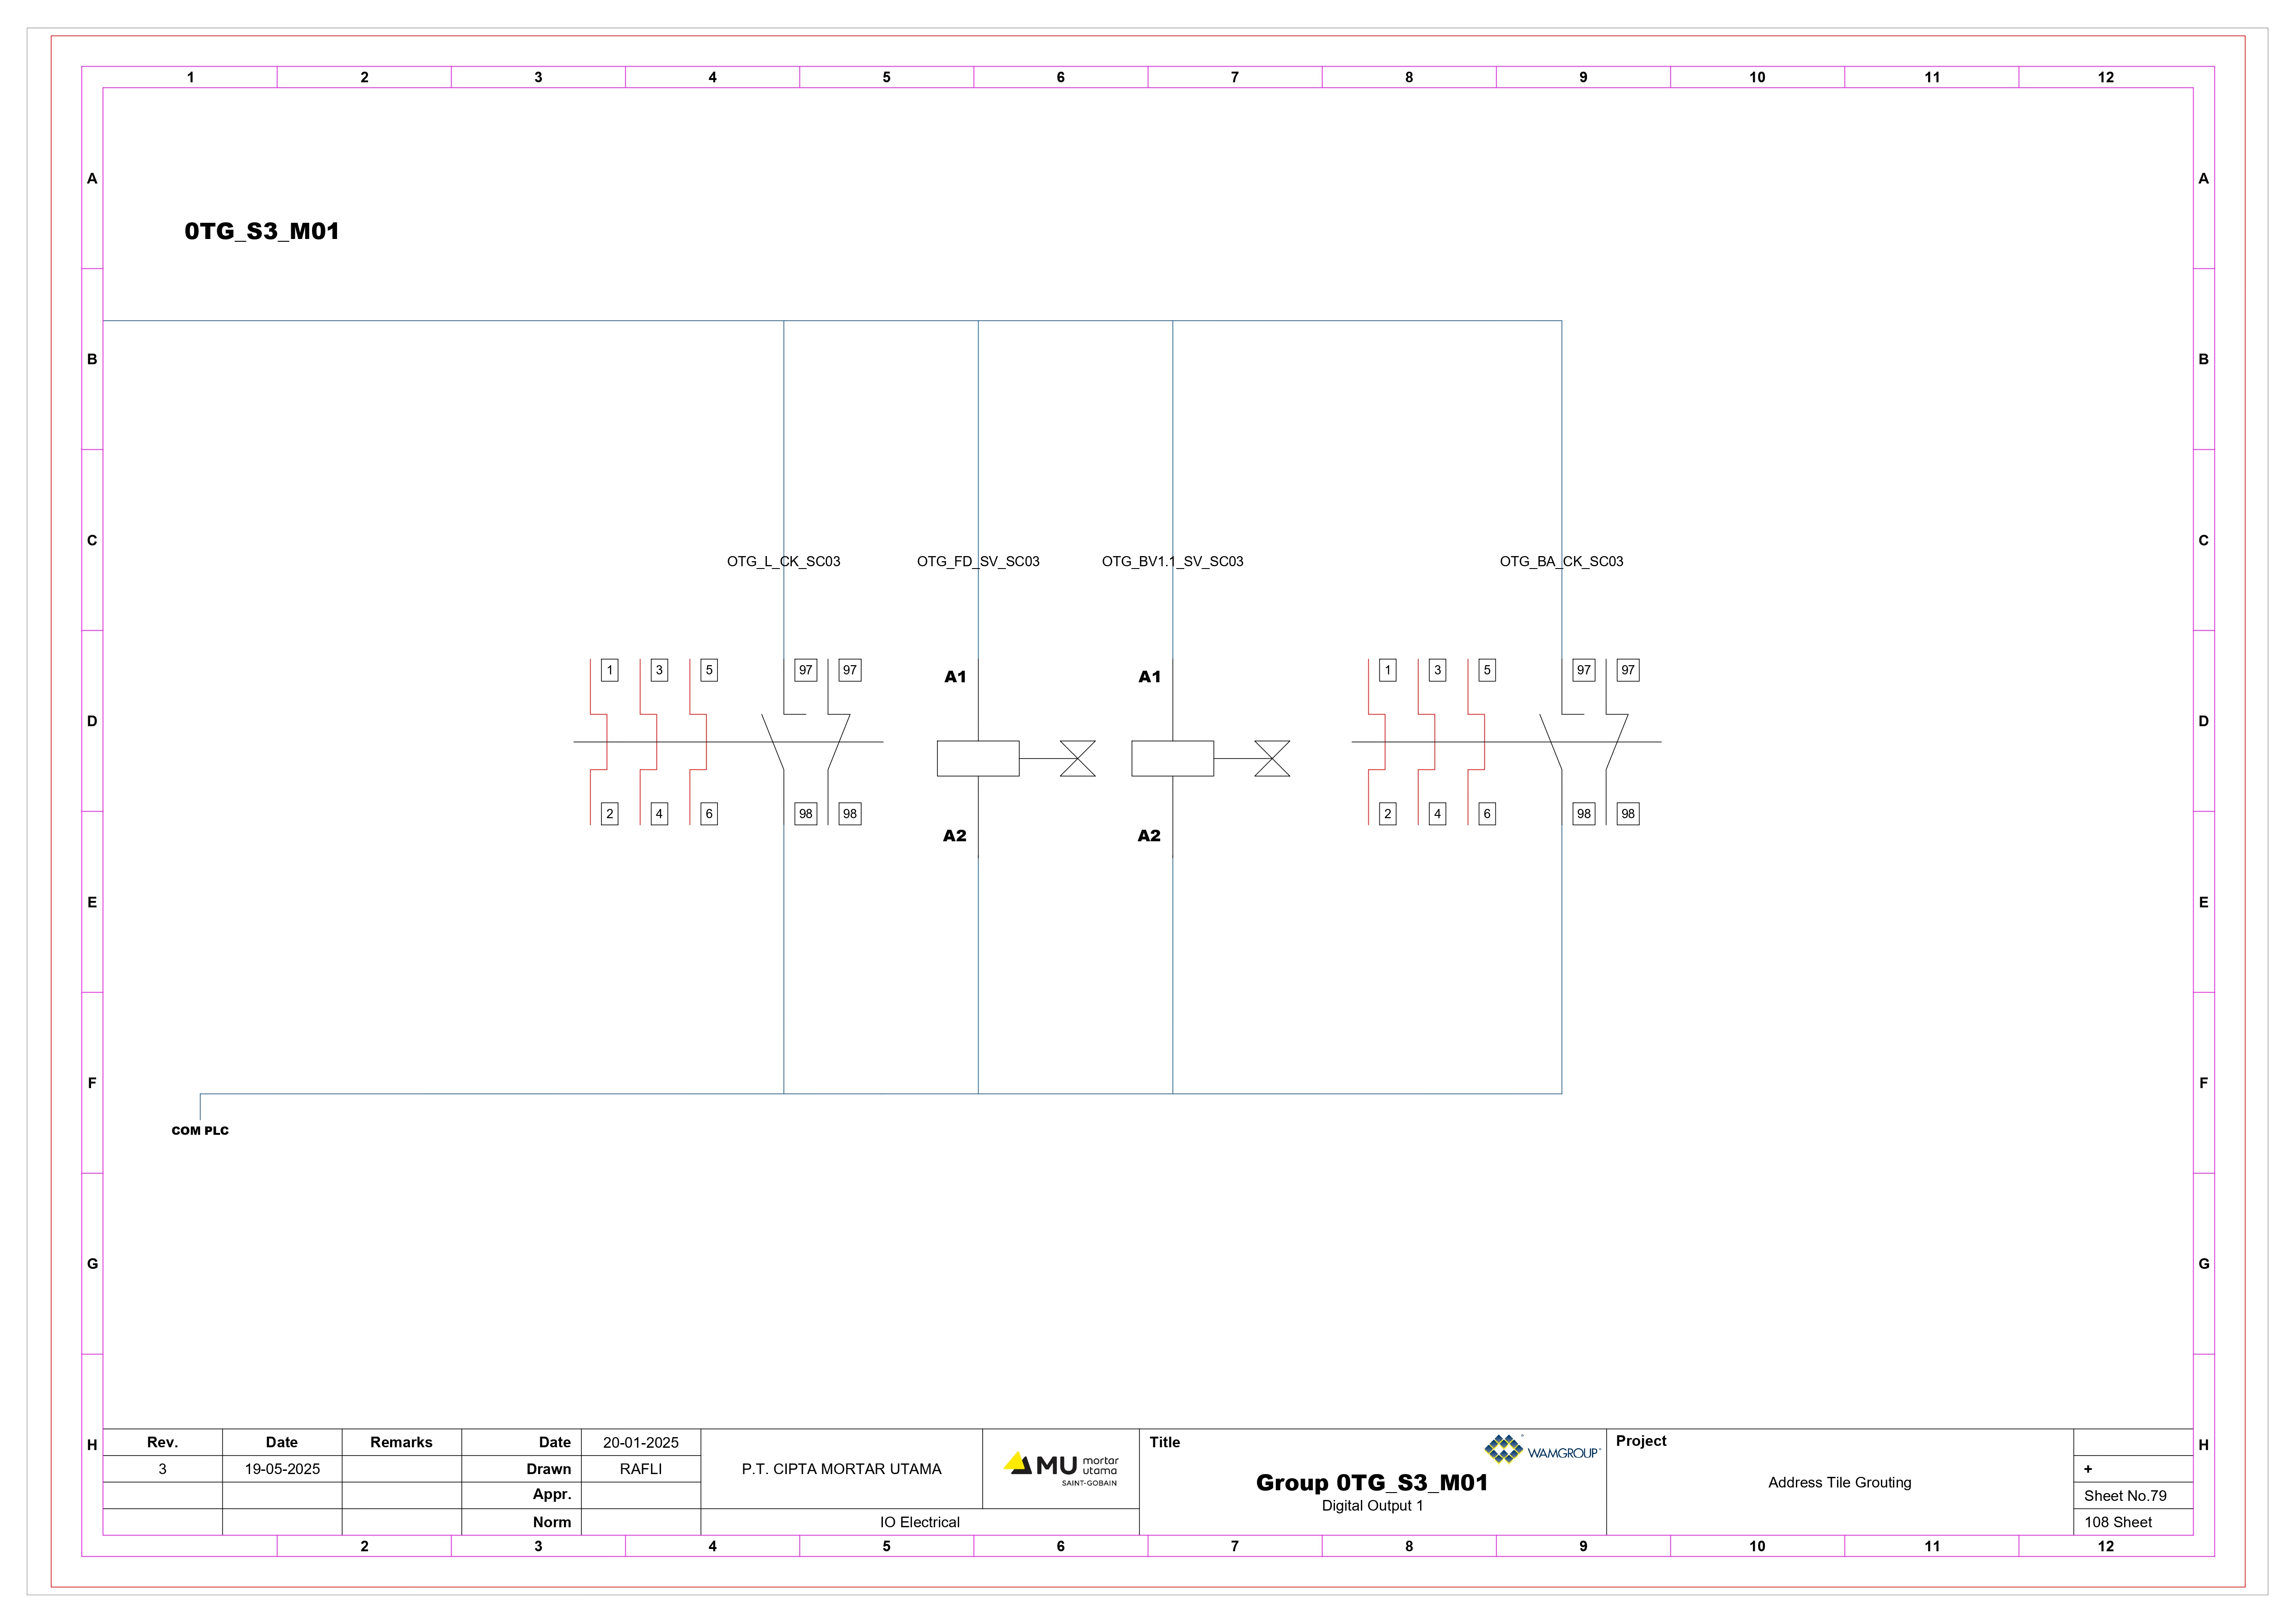 1 2 3 4 5 6 7 8 9 10 11 12
A A
0TG_S3_M01
B B
C C
OTG_L_CK_SC03 OTG_FD_SV_SC03 OTG_BV1.1_SV_SC03 OTG_BA_CK_SC03
1 3 5 97 97 A1 A1 1 3 5 97 97
D D
2 4 6 98 98 A2 A2 2 4 6 98 98
E E
F F
COM PLC
G G
H H
Rev. Date Remarks Date 20-01-2025
3 19-05-2025 Drawn RAFLI
Appr.
Norm
P.T. CIPTA MORTAR UTAMA
MU mortar
utama
SAINT-GOBAIN
IO Electrical
Title
WAMGROUP
Group 0TG_S3_M01
Digital Output 1
Project
Address Tile Grouting
+
Sheet No.79
108 Sheet
2 3 4 5 6 7 8 9 10 11 12